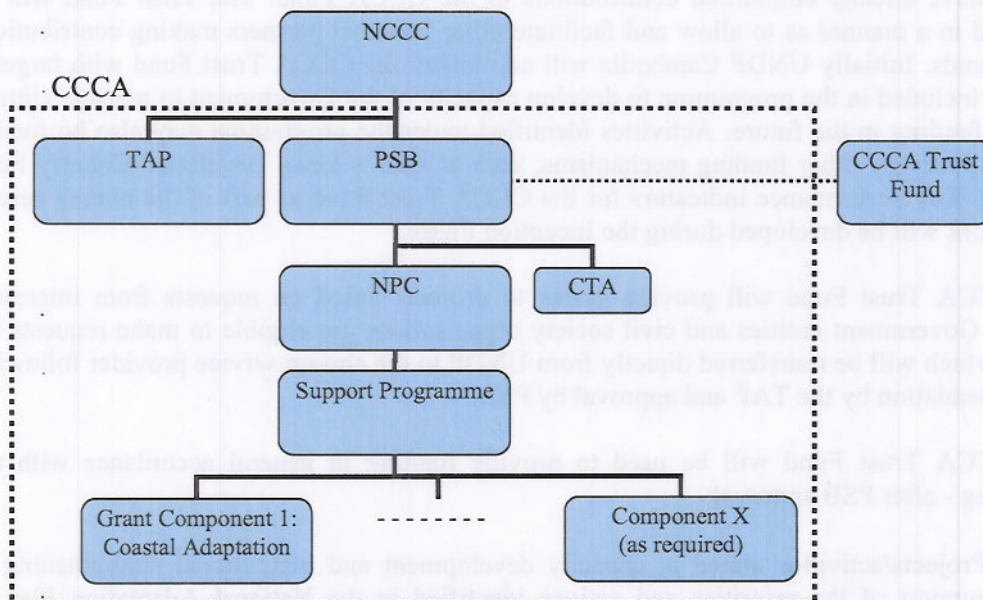 NCCC
CCCA
TAP
PSB
CCCA Trust
Fund
NPC
CTA
Support Programme
Grant Component 1:
Coastal Adaptation
Component X
(as required)